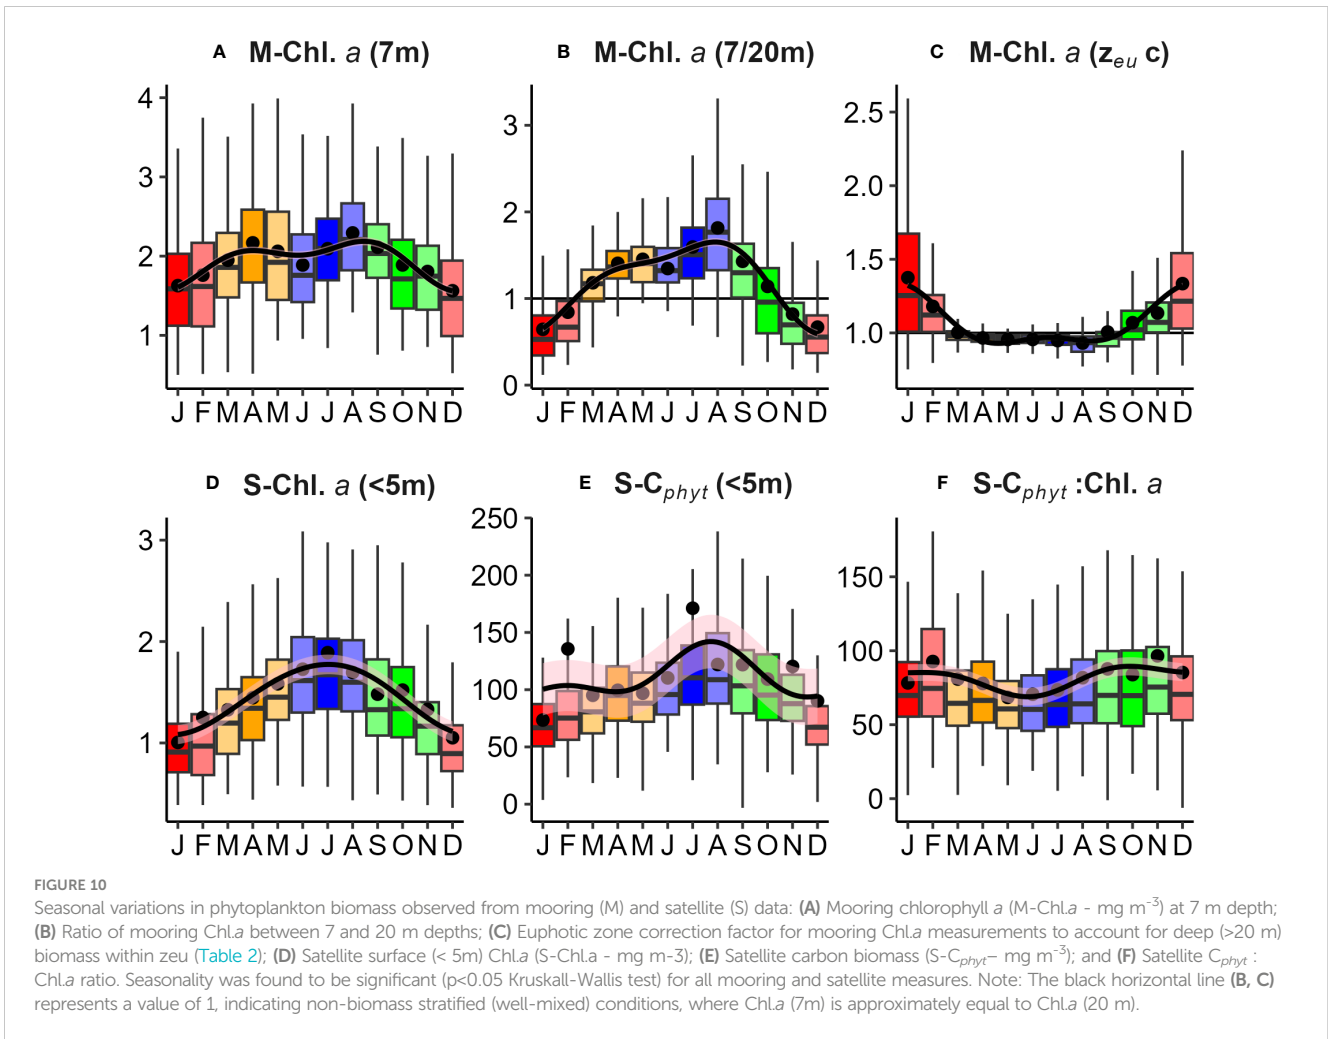 A M-Chl. a (7m)
B M-Chl. a (7/20m)
C M-Chl. a (zeu c)
4
3
2
1
J F M A M J J A S O N D
3
2
1
0
J F M A M J J A S O N D
2.5
2.0
1.5
1.0
J F M A M J J A S O N D
D S-Chl. a (<5m)
E S-Cphyt (<5m)
F S-Cphyt :Chl. a
3
2
1
J F M A M J J A S O N D
250
200
150
100
50
0
J F M A M J J A S O N D
150
100
50
0
J F M A M J J A S O N D
FIGURE 10
Seasonal variations in phytoplankton biomass observed from mooring (M) and satellite (S) data: (A) Mooring chlorophyll a (M-Chl.a - mg m-3) at 7 m depth;
(B) Ratio of mooring Chl.a between 7 and 20 m depths; (C) Euphotic zone correction factor for mooring Chl.a measurements to account for deep (>20 m)
biomass within zeu (Table 2); (D) Satellite surface (< 5m) Chl.a (S-Chl.a - mg m-3); (E) Satellite carbon biomass (S-Cphyt– mg m-3); and (F) Satellite Cphyt :
Chl.a ratio. Seasonality was found to be significant (p<0.05 Kruskall-Wallis test) for all mooring and satellite measures. Note: The black horizontal line (B, C)
represents a value of 1, indicating non-biomass stratified (well-mixed) conditions, where Chl.a (7m) is approximately equal to Chl.a (20 m).